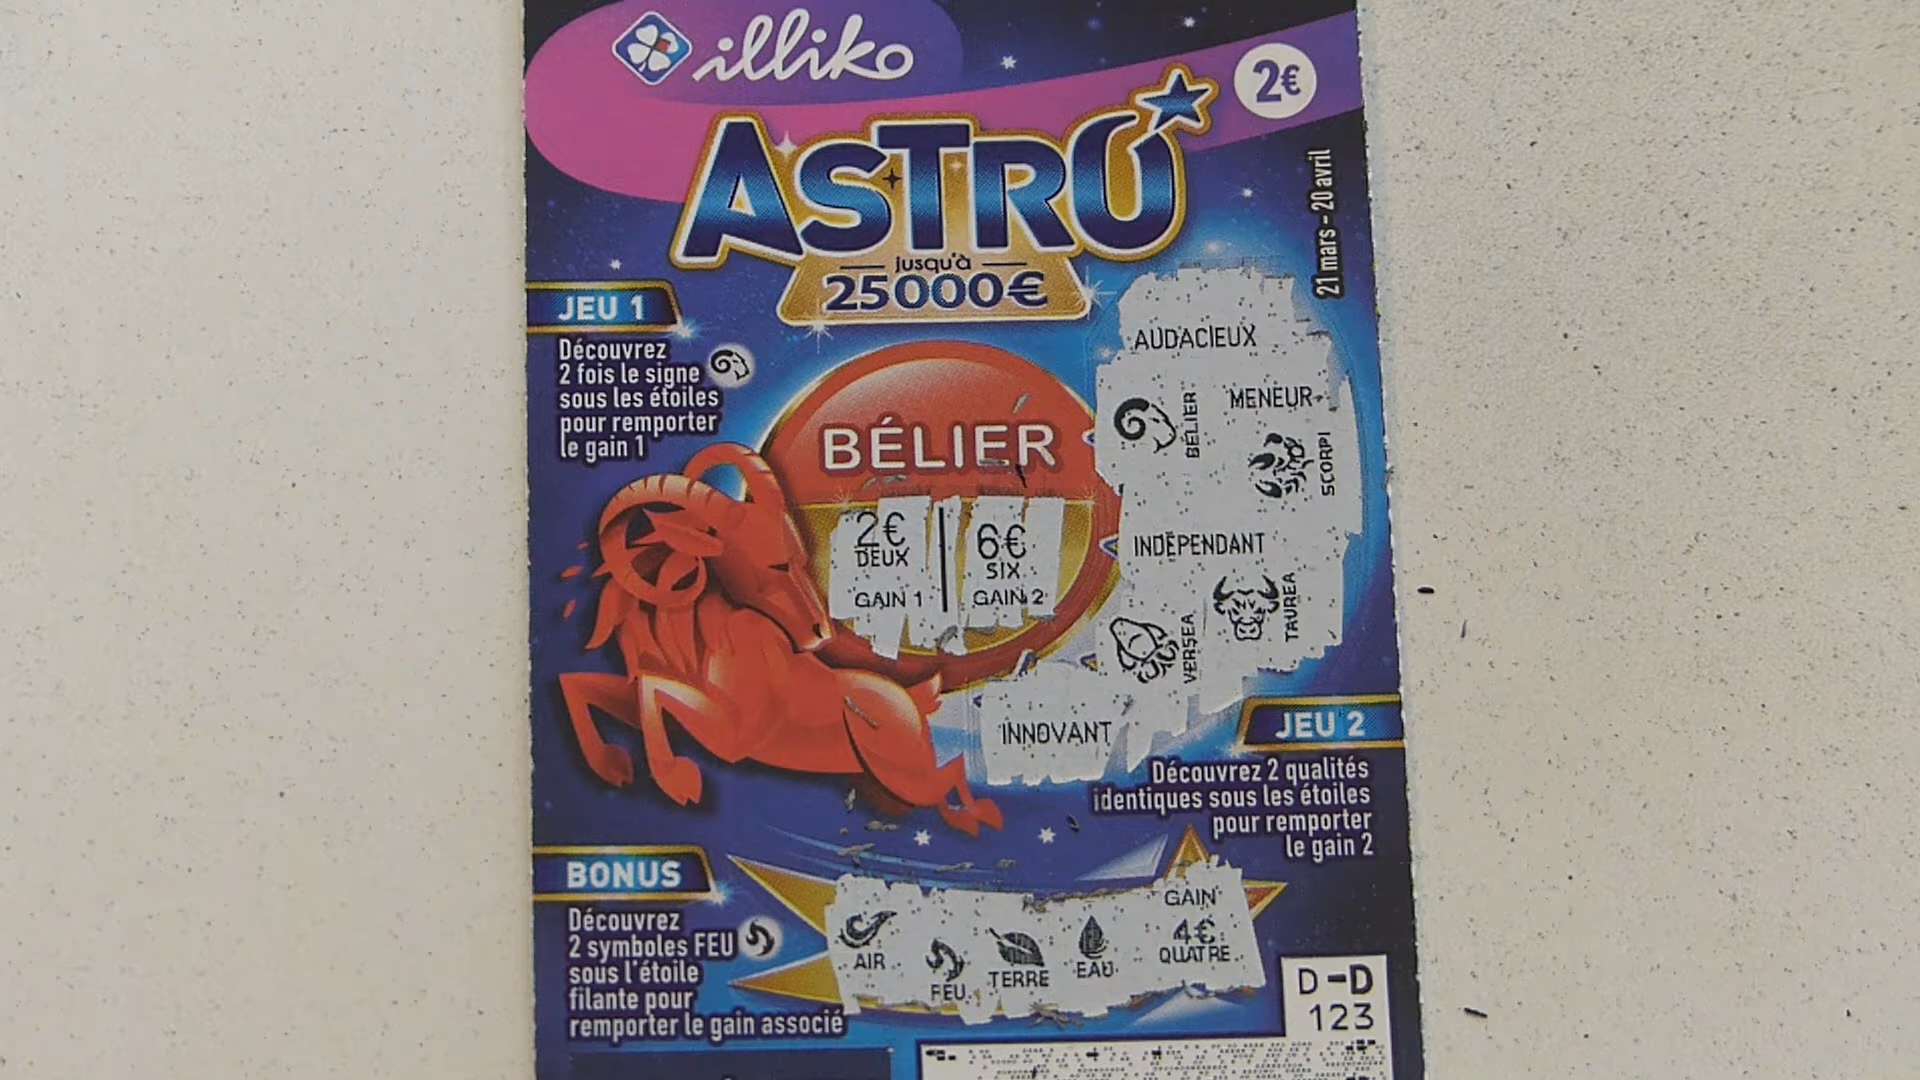 illiko
2€
ASTRO
jusqu'à
25000€
21 mars - 20 avril
JEU 1
Découvrez
2 fois le signe
sous les étoiles
pour remporter
le gain 1
BÉLIER
2€
DEUX
GAIN 1
6€
SIX
GAIN 2
AUDACIEUX
BÉLIER
MENEUR
SCORPI
INDÉPENDANT
TAUREA
VERSEA
INNOVANT
JEU 2
Découvrez 2 qualités
identiques sous les étoiles
pour remporter
le gain 2
BONUS
Découvrez
2 symboles FEU
sous l'étoile
filante pour
remporter le gain associé
AIR
FEU
TERRE
EAU
GAIN
4€
QUATRE
D-D
123